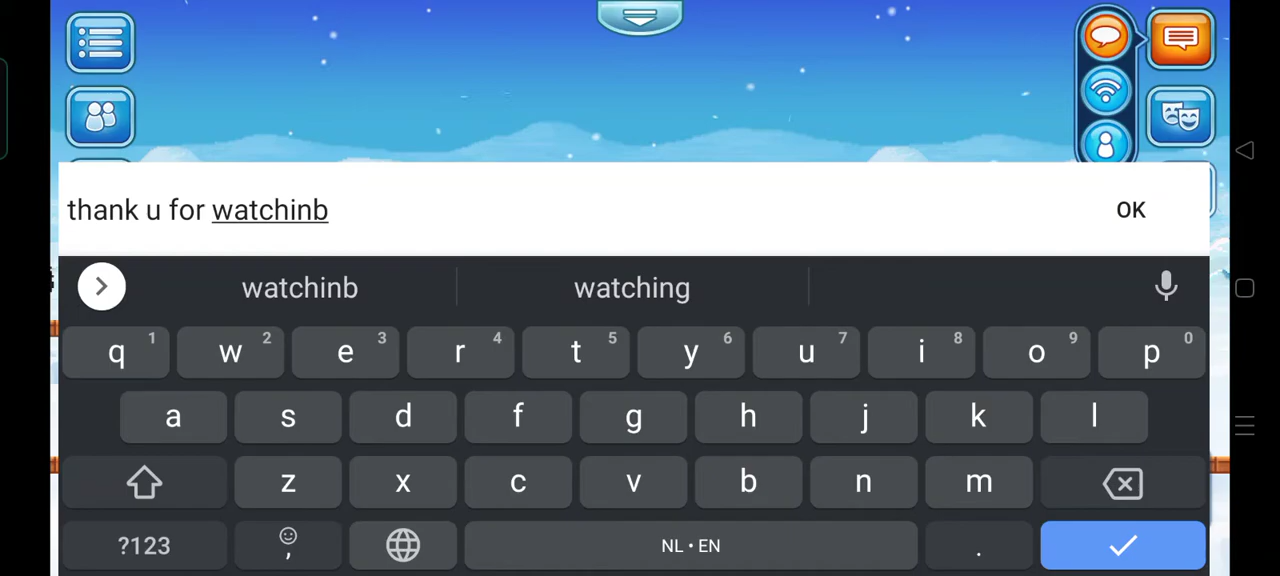 thank u for watchinb
OK
watchinb watching
q 1 w 2 e 3 r 4 t 5 y 6 u 7 i 8 o 9 p 0
a s d f g h j k l
z x c v b n m
?123 , NL • EN .